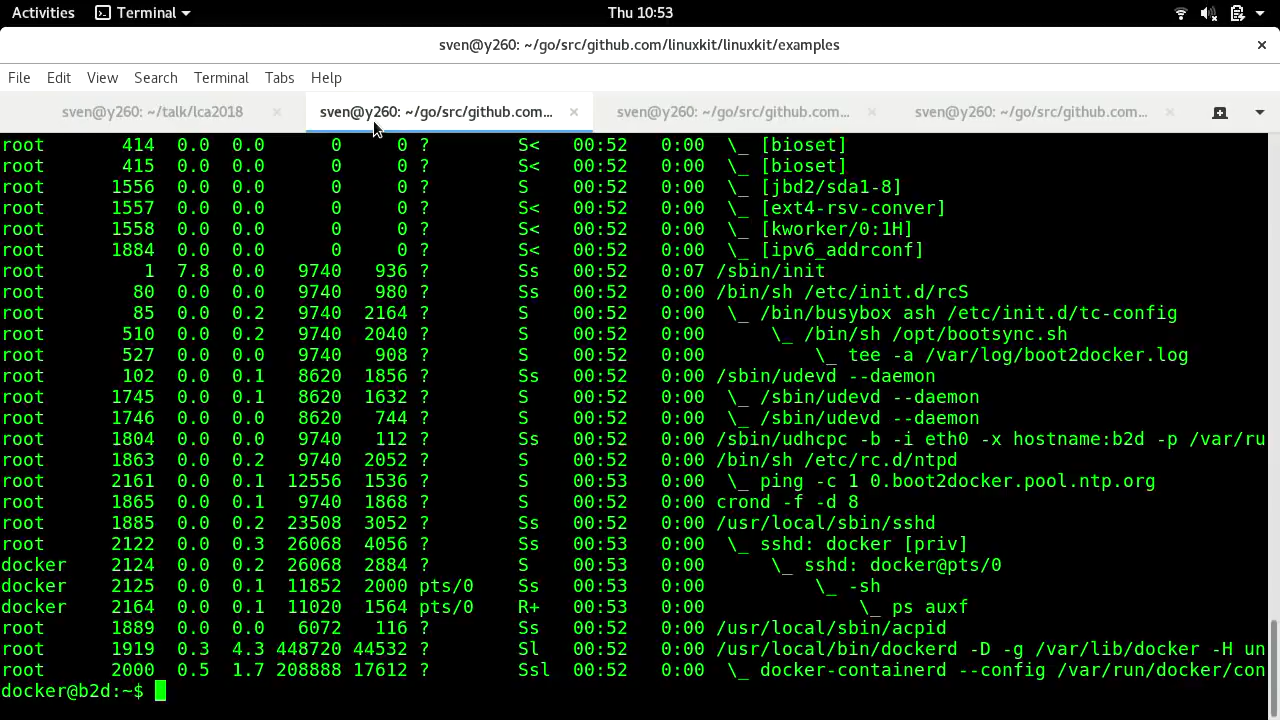 Activities Terminal Thu 10:53
sven@y260: ~/go/src/github.com/linuxkit/linuxkit/examples
File Edit View Search Terminal Tabs Help
sven@y260: ~/talk/lca2018 sven@y260: ~/go/src/github.com... sven@y260: ~/go/src/github.com... sven@y260: ~/go/src/github.com...
root 414 0.0 0.0 0 0 ? S< 00:52 0:00 \_ [bioset]
root 415 0.0 0.0 0 0 ? S< 00:52 0:00 \_ [bioset]
root 1556 0.0 0.0 0 0 ? S 00:52 0:00 \_ [jbd2/sda1-8]
root 1557 0.0 0.0 0 0 ? S< 00:52 0:00 \_ [ext4-rsv-conver]
root 1558 0.0 0.0 0 0 ? S< 00:52 0:00 \_ [kworker/0:1H]
root 1884 0.0 0.0 0 0 ? S< 00:52 0:00 \_ [ipv6_addrconf]
root 1 7.8 0.0 9740 936 ? Ss 00:52 0:07 /sbin/init
root 80 0.0 0.0 9740 980 ? Ss 00:52 0:00 /bin/sh /etc/init.d/rcS
root 85 0.0 0.2 9740 2164 ? S 00:52 0:00 \_ /bin/busybox ash /etc/init.d/tc-config
root 510 0.0 0.2 9740 2040 ? S 00:52 0:00 \_ /bin/sh /opt/bootsync.sh
root 527 0.0 0.0 9740 908 ? S 00:52 0:00 \_ tee -a /var/log/boot2docker.log
root 102 0.0 0.1 8620 1856 ? Ss 00:52 0:00 /sbin/udevd --daemon
root 1745 0.0 0.1 8620 1632 ? S 00:52 0:00 \_ /sbin/udevd --daemon
root 1746 0.0 0.0 8620 744 ? S 00:52 0:00 \_ /sbin/udevd --daemon
root 1804 0.0 0.0 9740 112 ? Ss 00:52 0:00 /sbin/udhcpc -b -i eth0 -x hostname:b2d -p /var/ru
root 1863 0.0 0.2 9740 2052 ? S 00:52 0:00 /bin/sh /etc/rc.d/ntpd
root 2161 0.0 0.1 12556 1536 ? S 00:53 0:00 \_ ping -c 1 0.boot2docker.pool.ntp.org
root 1865 0.0 0.1 9740 1868 ? S 00:52 0:00 crond -f -d 8
root 1885 0.0 0.2 23508 3052 ? Ss 00:52 0:00 /usr/local/sbin/sshd
root 2122 0.0 0.3 26068 4056 ? Ss 00:53 0:00 \_ sshd: docker [priv]
docker 2124 0.0 0.2 26068 2884 ? S 00:53 0:00 \_ sshd: docker@pts/0
docker 2125 0.0 0.1 11852 2000 pts/0 Ss 00:53 0:00 \_ -sh
docker 2164 0.0 0.1 11020 1564 pts/0 R+ 00:53 0:00 \_ ps auxf
root 1889 0.0 0.0 6072 116 ? Ss 00:52 0:00 /usr/local/sbin/acpid
root 1919 0.3 4.3 448720 44532 ? Sl 00:52 0:00 /usr/local/bin/dockerd -D -g /var/lib/docker -H un
root 2000 0.5 1.7 208888 17612 ? Ssl 00:52 0:00 \_ docker-containerd --config /var/run/docker/con
docker@b2d:~$